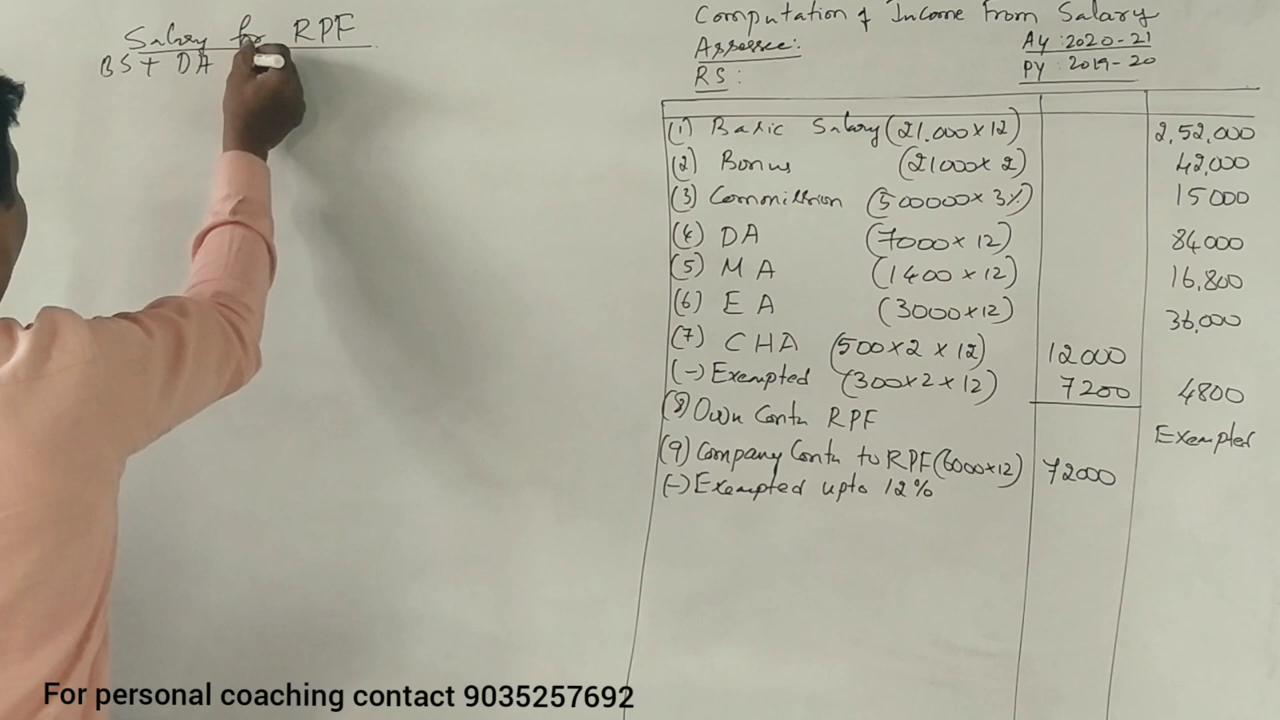 Salary for RPF
BS + DA
Computation of Income from Salary
Assessee:
AY : 2020-21
RS :
PY : 2019-20
(1) Basic Salary (21,000×12) 2,52,000
(2) Bonus (21000×2) 42,000
(3) Commission (500000×3%) 15000
(4) DA (7000×12) 84000
(5) MA (1400×12) 16,800
(6) EA (3000×12) 36,000
(7) CHA (500×2×12) 12000
(-) Exempted (300×2×12) 7200 4800
(8) Own Contn RPF Exempted
(9) Company Contn to RPF (6000×12) 72000
(-) Exempted upto 12%
For personal coaching contact 9035257692